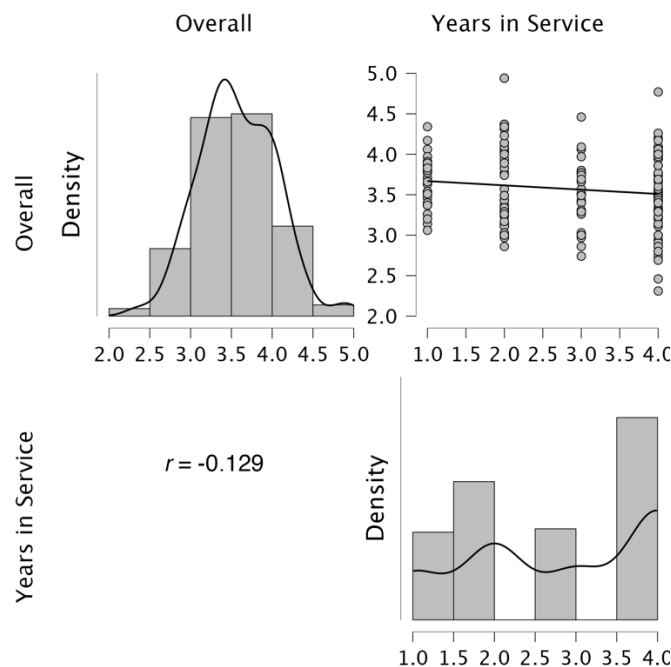 Overall
Years in Service
Overall
Density
5.0
4.5
4.0
3.5
3.0
2.5
2.0
2.0 2.5 3.0 3.5 4.0 4.5 5.0
1.0 1.5 2.0 2.5 3.0 3.5 4.0
Years in Service
r = -0.129
Density
1.0 1.5 2.0 2.5 3.0 3.5 4.0